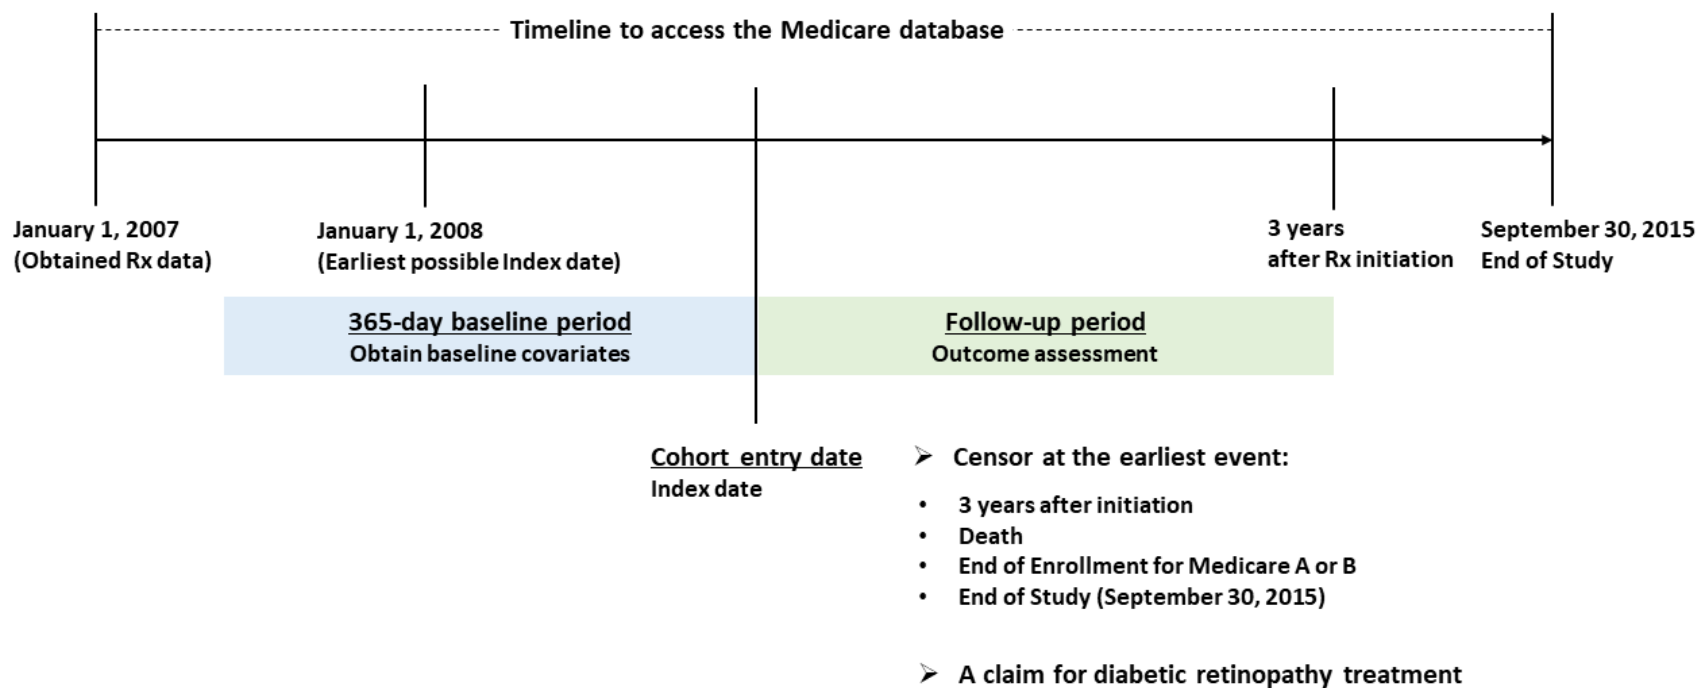 Timeline to access the Medicare database
January 1, 2007
(Obtained Rx data)
January 1, 2008
(Earliest possible Index date)
3 years
after Rx initiation
September 30, 2015
End of Study
365-day baseline period
Obtain baseline covariates
Follow-up period
Outcome assessment
Cohort entry date
Index date
➢ Censor at the earliest event:
• 3 years after initiation
• Death
• End of Enrollment for Medicare A or B
• End of Study (September 30, 2015)
➢ A claim for diabetic retinopathy treatment